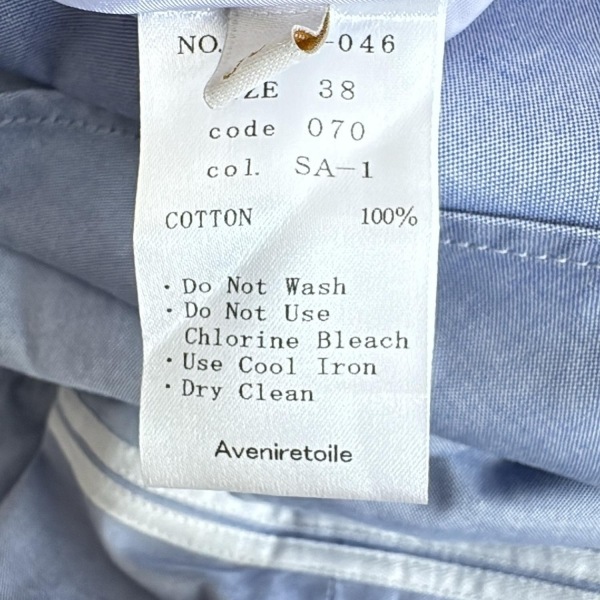 NO. -046
38
code 070
col. SA-1
COTTON 100%
・Do Not Wash
・Do Not Use
Chlorine Bleach
・Use Cool Iron
・Dry Clean
Aveniretoile